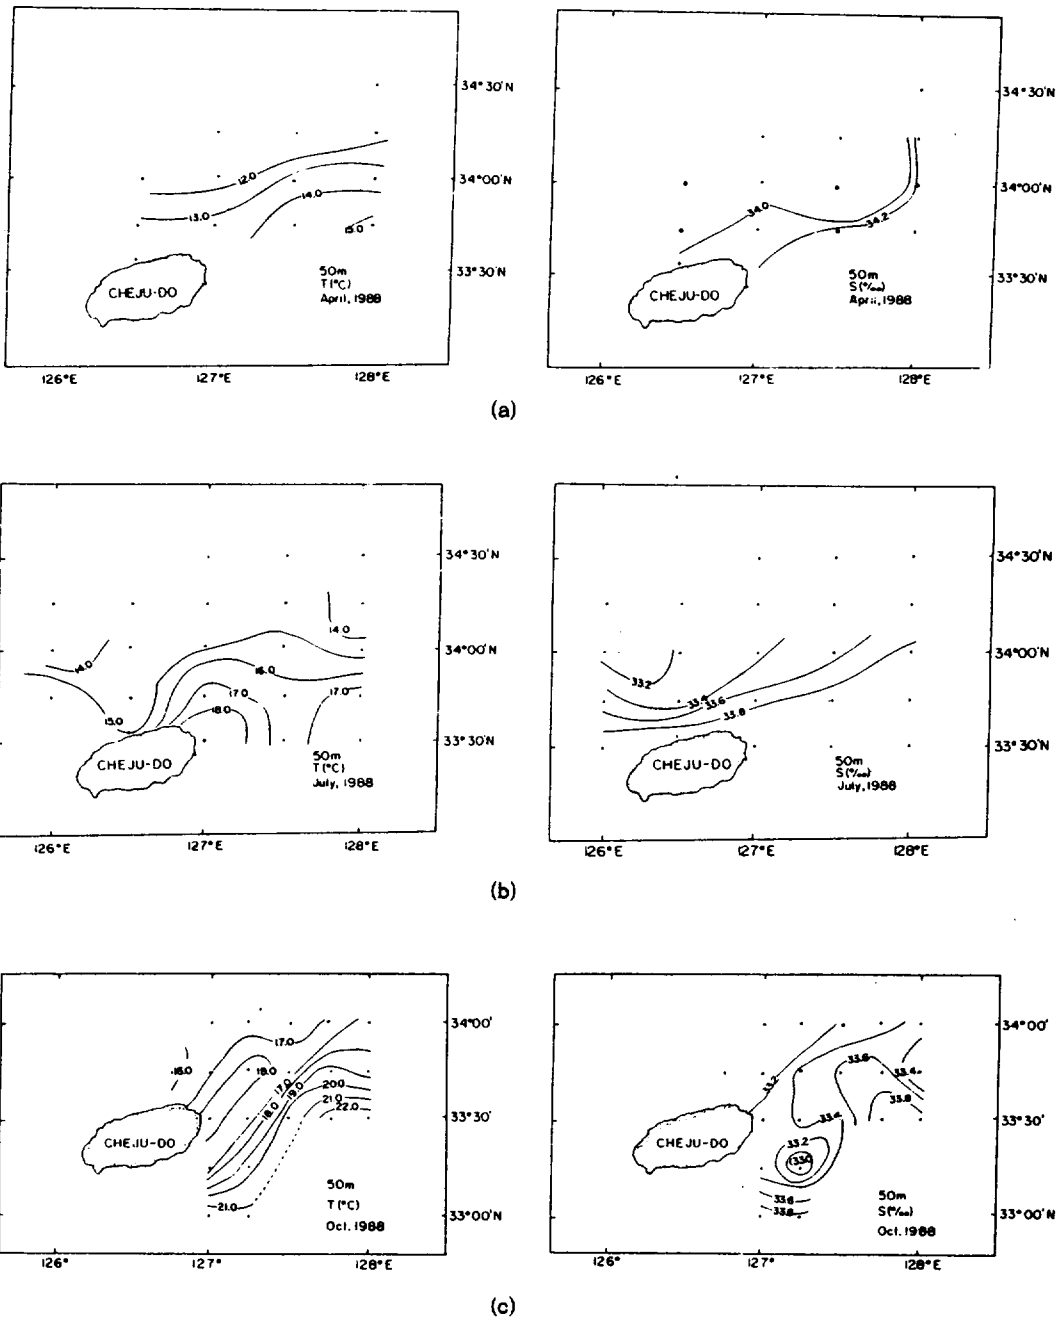 34°30'N
12.0
34°00'N
14.0
13.0
15.0
33°30'N
50m
T(°C)
April, 1988
CHEJU-DO
126°E
127°E
128°E
34°30'N
34.0
34°00'N
34.2
33°30'N
50m
S(‰)
April, 1988
CHEJU-DO
126°E
127°E
128°E
(a)
34°30'N
14.0
34°00'N
14.0
16.0
17.0
17.0
18.0
15.0
33°30'N
50m
T(°C)
July, 1988
CHEJU-DO
126°E
127°E
128°E
34°30'N
34°00'N
33.2
33.4
33.6
33.8
33°30'N
50m
S(‰)
July, 1988
CHEJU-DO
126°E
127°E
128°E
(b)
34°00'
17.0
16.0
18.0
17.0
19.0
20.0
21.0
22.0
18.0
33°30'
CHEJU-DO
21.0
50m
T(°C)
Oct. 1988
33°00'N
126°
127°E
128°E
34°00'
33.6
33.2
33.4
33.8
33°30'
33.4
CHEJU-DO
33.2
33.0
33.6
33.8
50m
S(‰)
Oct. 1988
33°00'N
126°
127°E
128°E
(c)